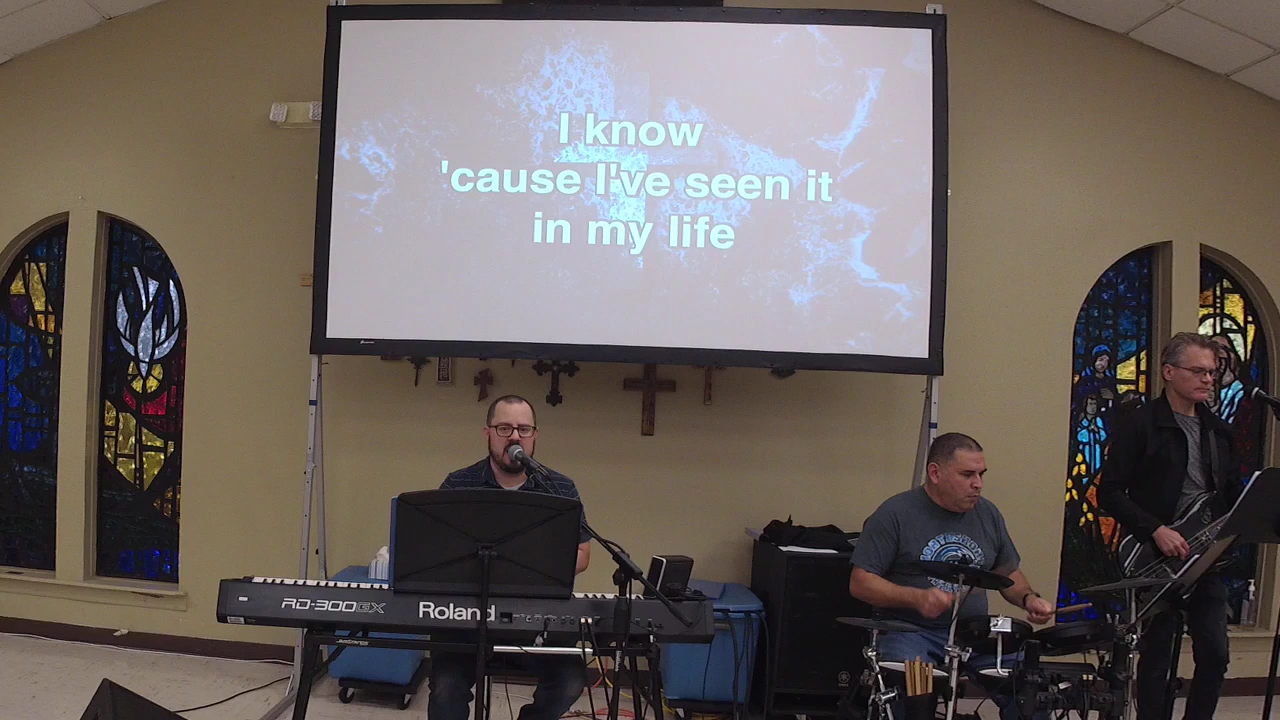 I know
'cause I've seen it
in my life
RD-300GX
Roland